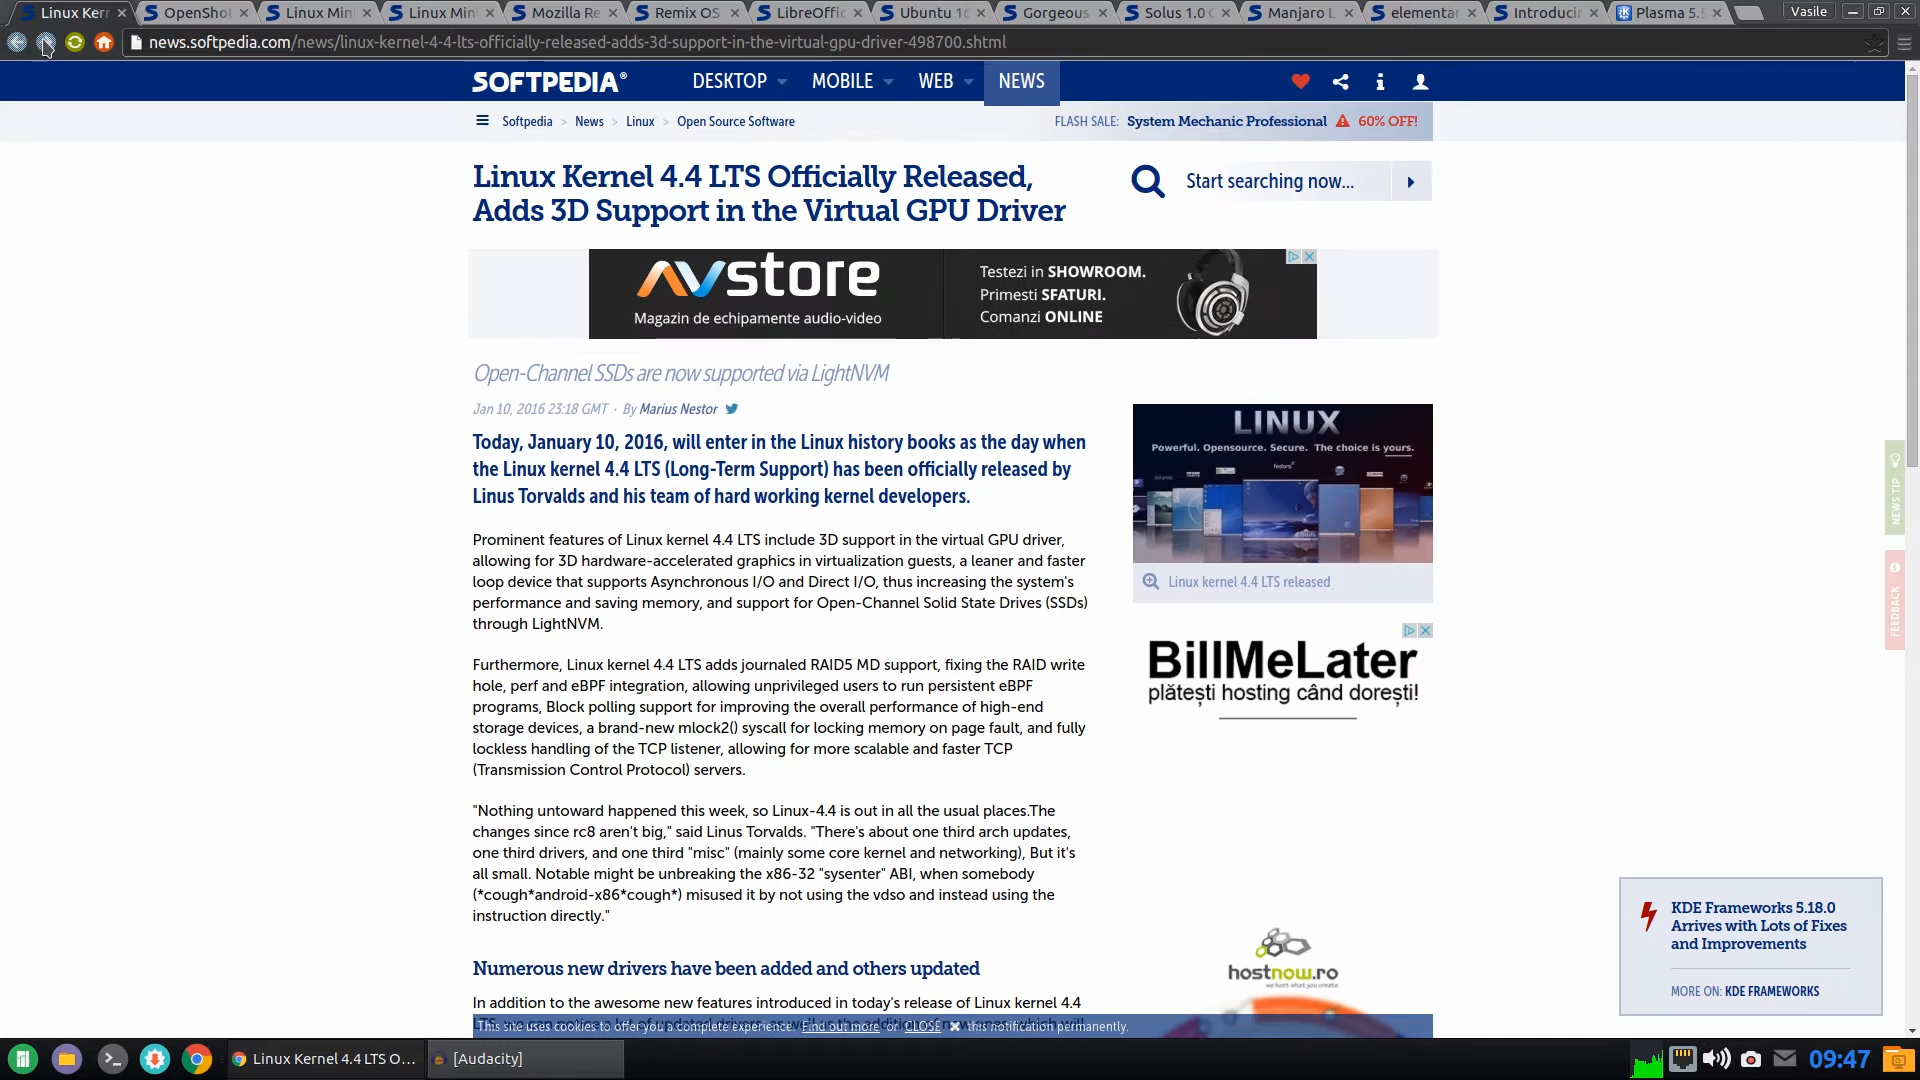 Linux Ker
OpenShot
Linux Min
Linux Min
Mozilla Re
Remix OS
LibreOffic
Ubuntu 16
Gorgeous
Solus 1.0
Manjaro L
elementar
Introducin
Plasma 5.5
Vasile
news.softpedia.com/news/linux-kernel-4-4-lts-officially-released-adds-3d-support-in-the-virtual-gpu-driver-498700.shtml
SOFTPEDIA®
DESKTOP
MOBILE
WEB
NEWS
Softpedia > News > Linux > Open Source Software
FLASH SALE: System Mechanic Professional 60% OFF!
Linux Kernel 4.4 LTS Officially Released,
Adds 3D Support in the Virtual GPU Driver
Start searching now...
AVstore
Magazin de echipamente audio-video
Testezi in SHOWROOM.
Primesti SFATURI.
Comanzi ONLINE
Open-Channel SSDs are now supported via LightNVM
Jan 10, 2016 23:18 GMT · By Marius Nestor
Today, January 10, 2016, will enter in the Linux history books as the day when
the Linux kernel 4.4 LTS (Long-Term Support) has been officially released by
Linus Torvalds and his team of hard working kernel developers.
Prominent features of Linux kernel 4.4 LTS include 3D support in the virtual GPU driver,
allowing for 3D hardware-accelerated graphics in virtualization guests, a leaner and faster
loop device that supports Asynchronous I/O and Direct I/O, thus increasing the system's
performance and saving memory, and support for Open-Channel Solid State Drives (SSDs)
through LightNVM.
Furthermore, Linux kernel 4.4 LTS adds journaled RAID5 MD support, fixing the RAID write
hole, perf and eBPF integration, allowing unprivileged users to run persistent eBPF
programs, Block polling support for improving the overall performance of high-end
storage devices, a brand-new mlock2() syscall for locking memory on page fault, and fully
lockless handling of the TCP listener, allowing for more scalable and faster TCP
(Transmission Control Protocol) servers.
"Nothing untoward happened this week, so Linux-4.4 is out in all the usual places.The
changes since rc8 aren't big," said Linus Torvalds. "There's about one third arch updates,
one third drivers, and one third "misc" (mainly some core kernel and networking), But it's
all small. Notable might be unbreaking the x86-32 "sysenter" ABI, when somebody
(*cough*android-x86*cough*) misused it by not using the vdso and instead using the
instruction directly."
Numerous new drivers have been added and others updated
In addition to the awesome new features introduced in today's release of Linux kernel 4.4
This site uses cookies to offer you a complete experience. Find out more or CLOSE ✖ this notification permanently.
LINUX
Powerful. Opensource. Secure. The choice is yours.
fedora
Linux kernel 4.4 LTS released
BillMeLater
plătești hosting când dorești!
hostnow.ro
we host what you create
NEWS TIP
FEEDBACK
KDE Frameworks 5.18.0
Arrives with Lots of Fixes
and Improvements
MORE ON: KDE FRAMEWORKS
Linux Kernel 4.4 LTS O...
[Audacity]
09:47